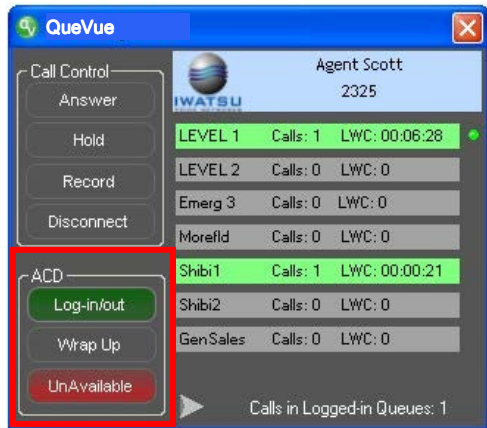 QueVue
Call Control
Answer
Hold
Record
Disconnect
ACD
Log-in/out
Wrap Up
UnAvailable
IWATSU
Agent Scott
2325
LEVEL 1 Calls: 1 LWC: 00:06:28
LEVEL 2 Calls: 0 LWC: 0
Emerg 3 Calls: 0 LWC: 0
Morefld Calls: 0 LWC: 0
Shibi1 Calls: 1 LWC: 00:00:21
Shibi2 Calls: 0 LWC: 0
GenSales Calls: 0 LWC: 0
Calls in Logged-in Queues: 1